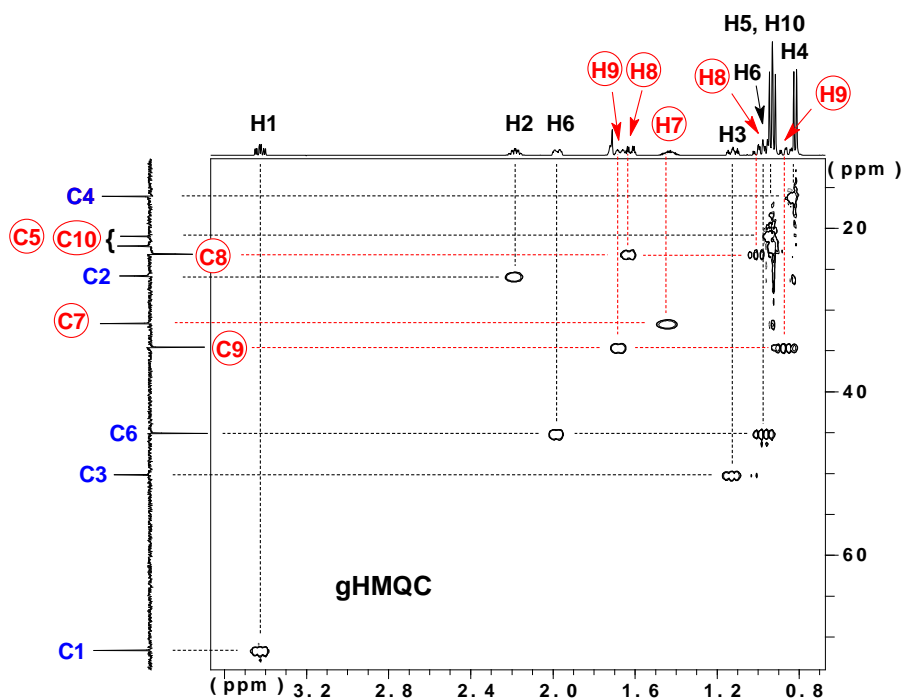 H5, H10
H6 H4
H9 H8 H8 H9
H1 H2 H6 H7 H3
( ppm )
C4
C5 C10 {
20
C8
C2
C7
C9
40
C6
C3
gHMQC
60
C1
( ppm ) 3.2 2.8 2.4 2.0 1.6 1.2 0.8